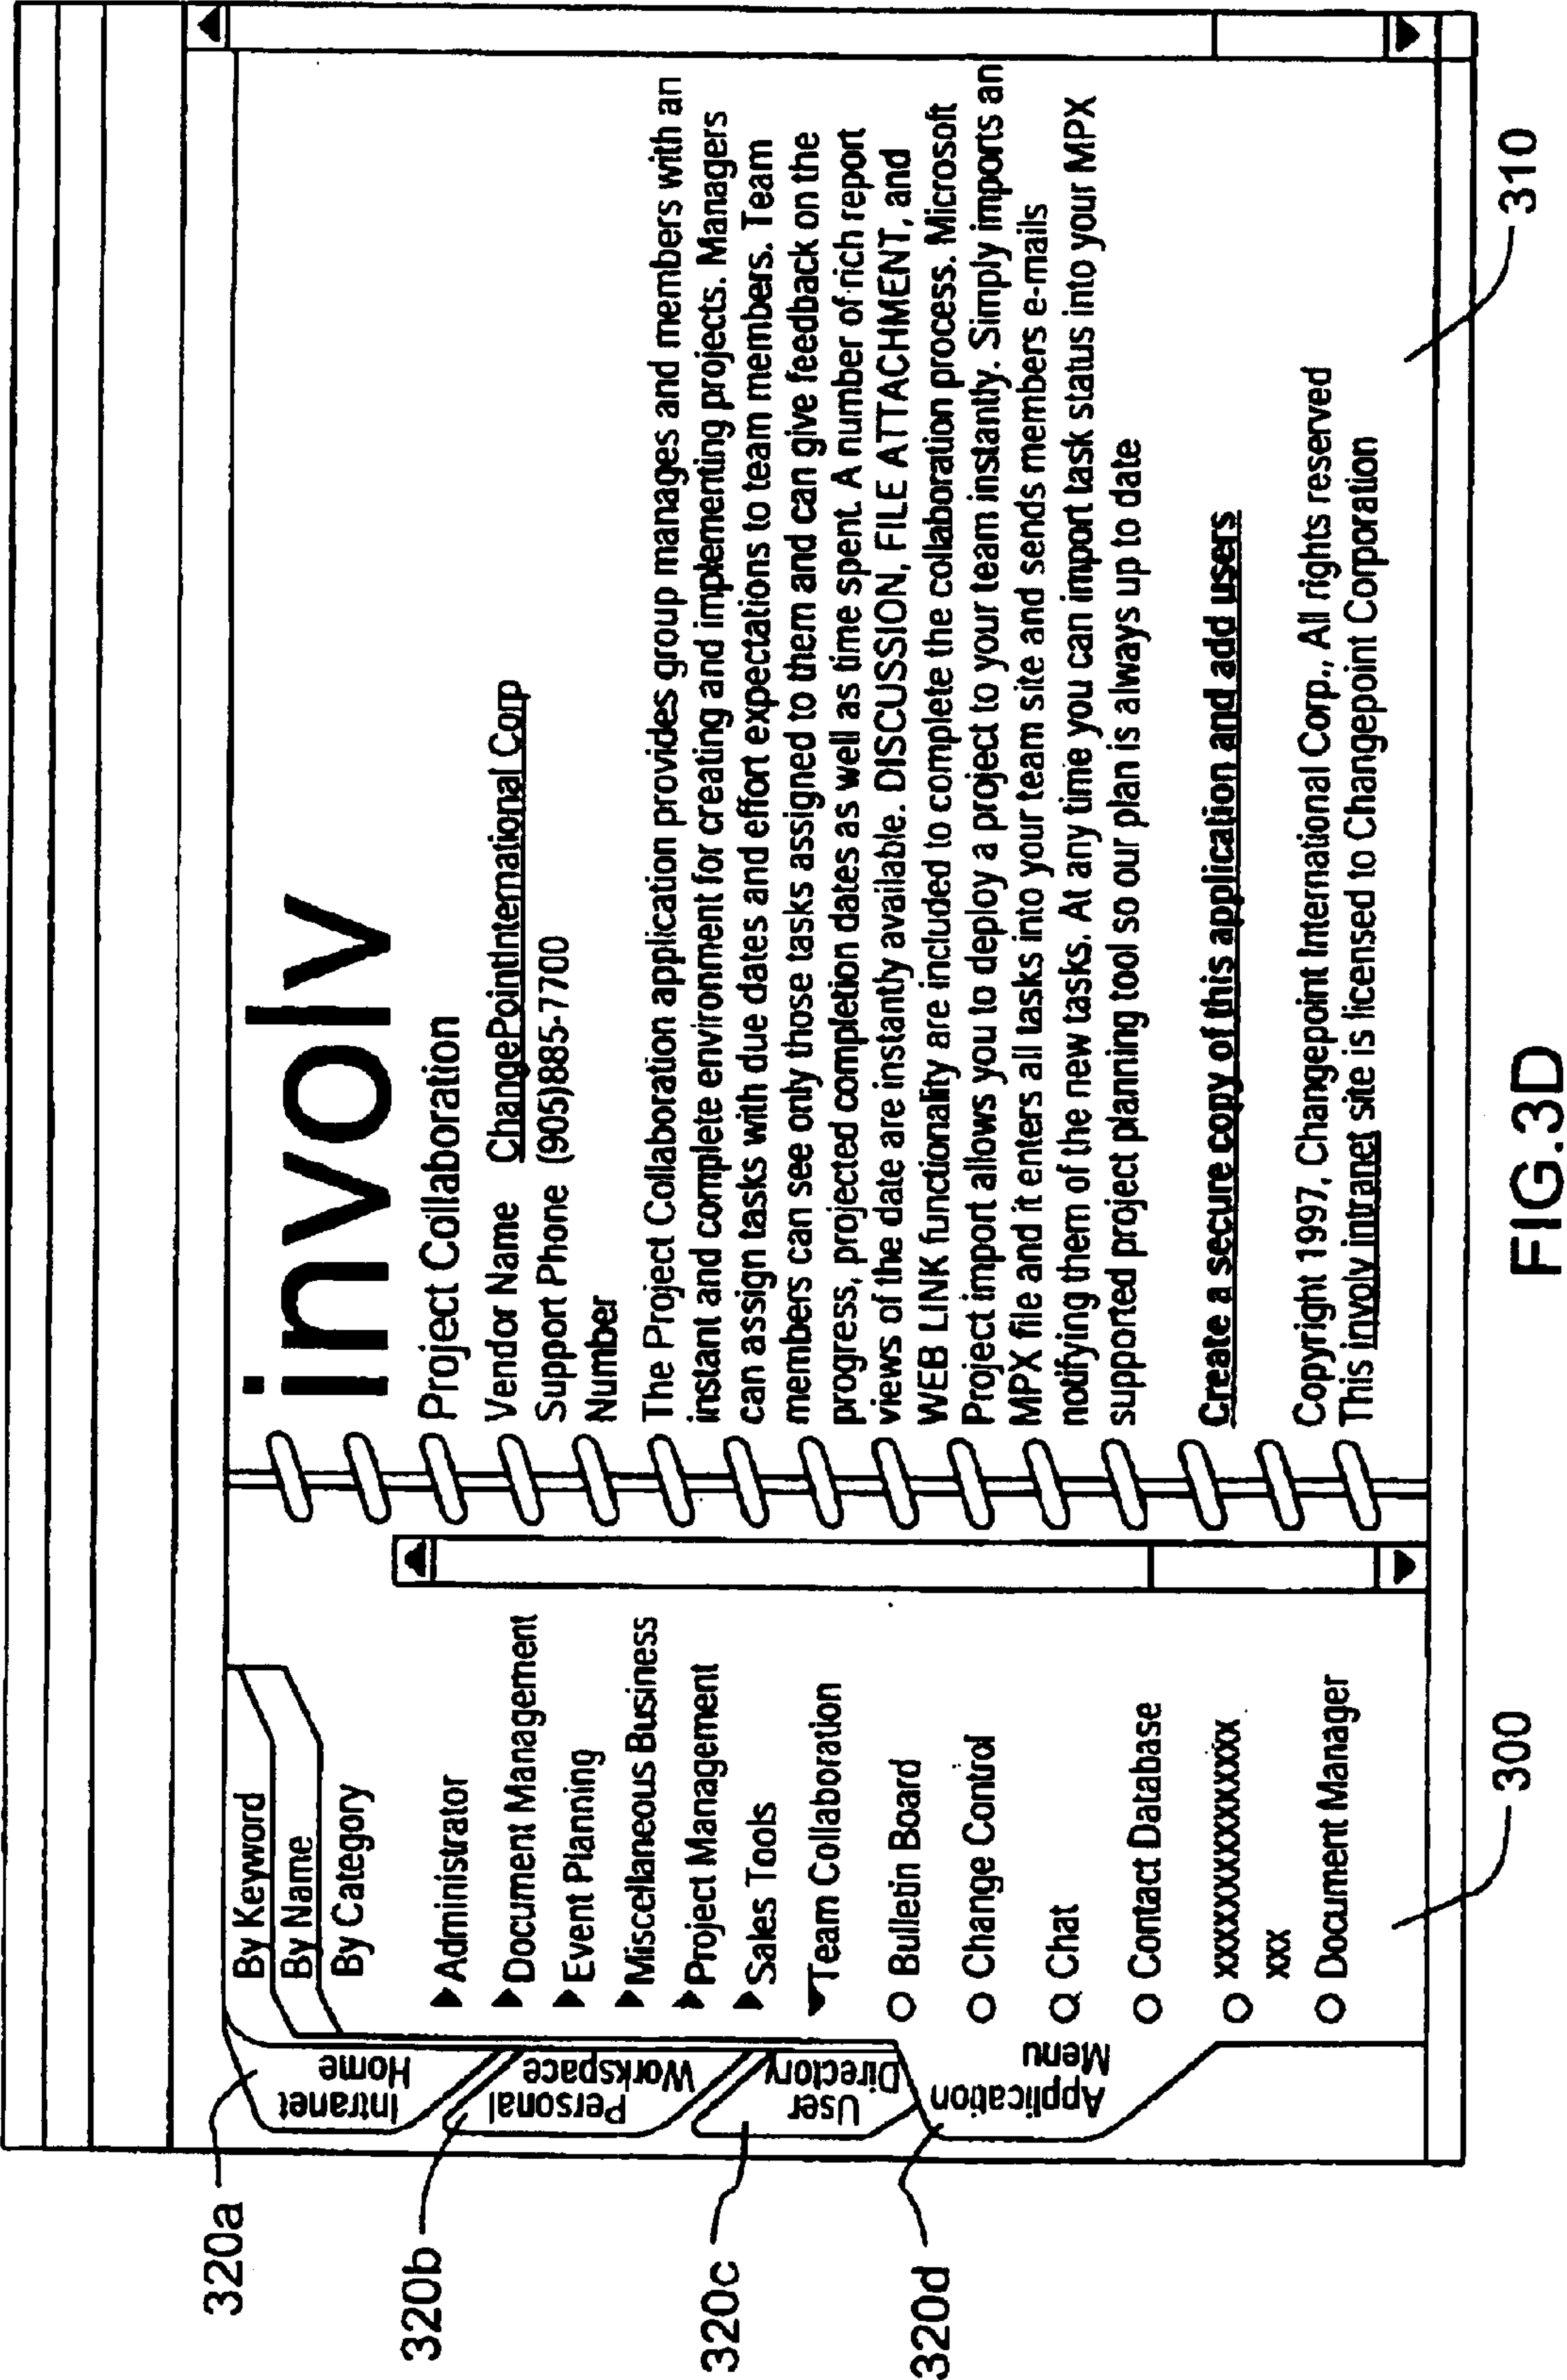 320a
320b
320c
320d
Intranet
Home
Personal
Workspace
User
Directory
Application
Menu
By Keyword
By Name
By Category
Administrator
Document Management
Event Planning
Miscellaneous Business
Project Management
Sales Tools
Team Collaboration
Bulletin Board
Change Control
Chat
Contact Database
xxxxxxxxxxxxxxx
xxx
Document Manager
300
involv
Project Collaboration
Vendor Name ChangePointInternational Corp
Support Phone (905)885-7700
Number
The Project Collaboration application provides group manages and members with an
instant and complete environment for creating and implementing projects. Managers
can assign tasks with due dates and effort expectations to team members. Team
members can see only those tasks assigned to them and can give feedback on the
progress, projected completion dates as well as time spent. A number of rich report
views of the date are instantly available. DISCUSSION, FILE ATTACHMENT, and
WEB LINK functionality are included to complete the collaboration process. Microsoft
Project import allows you to deploy a project to your team instantly. Simply imports an
MPX file and it enters all tasks into your team site and sends members e-mails
notifying them of the new tasks. At any time you can import task status into your MPX
supported project planning tool so our plan is always up to date
Create a secure copy of this application and add users
Copyright 1997, Changepoint International Corp., All rights reserved
This involv intranet site is licensed to Changepoint Corporation
310
FIG.3D